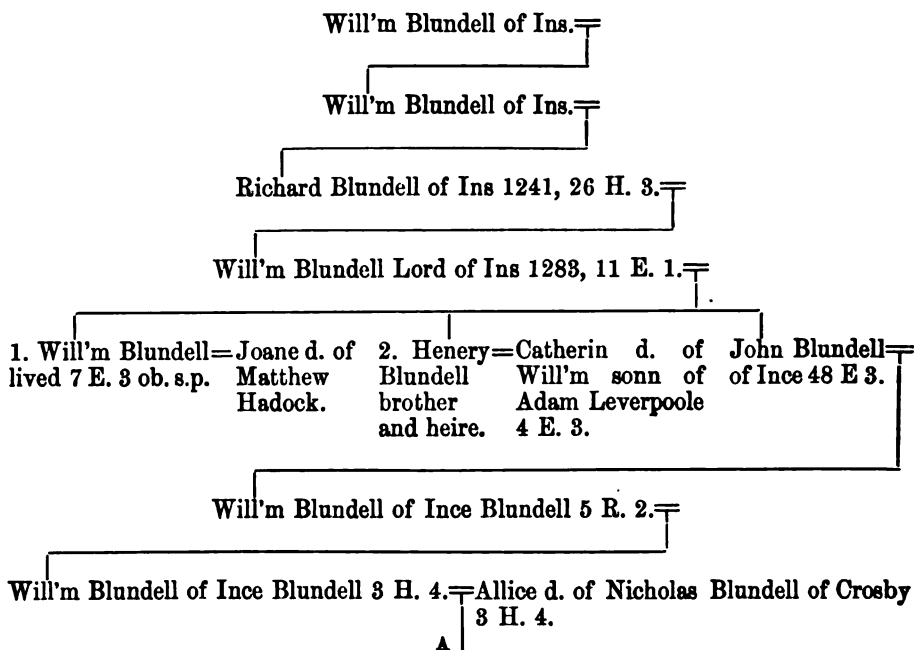 Will'm Blundell of Ins.
Will'm Blundell of Ins.
Richard Blundell of Ins 1241, 26 H. 3.
Will'm Blundell Lord of Ins 1283, 11 E. 1.
1. Will'm Blundell=
lived 7 E. 3 ob. s.p.
Joane d. of
Matthew
Hadock.
2. Henery=
Blundell
brother
and heire.
Catherin d. of
Will'm sonn of
Adam Leverpoole
4 E. 3.
John Blundell
of Ince 48 E 3.
Will'm Blundell of Ince Blundell 5 R. 2.
Will'm Blundell of Ince Blundell 3 H. 4.
Allice d. of Nicholas Blundell of Crosby
3 H. 4.
A